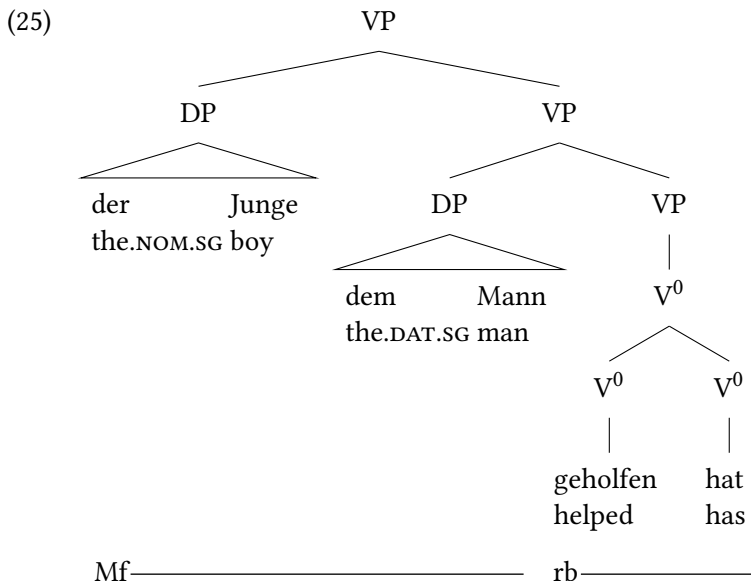 (25) VP
DP VP
der Junge DP VP
the.NOM.SG boy
dem Mann V⁰
the.DAT.SG man
V⁰ V⁰
geholfen hat
helped has
Mf rb